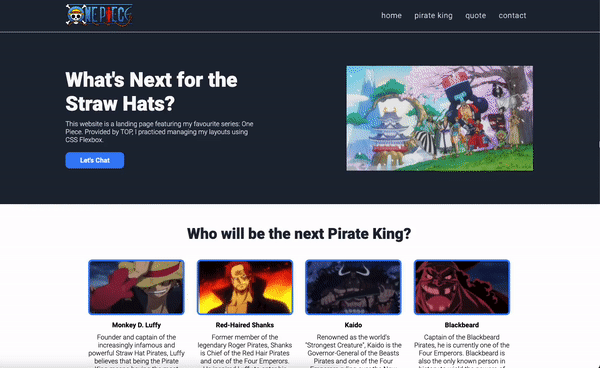 ONE PIECE
home pirate king quote contact
What's Next for the
Straw Hats?
This website is a landing page featuring my favourite series: One
Piece. Provided by TOP, I practiced managing my layouts using
CSS Flexbox.
Let's Chat
Who will be the next Pirate King?
Monkey D. Luffy
Founder and captain of the
increasingly infamous and
powerful Straw Hat Pirates, Luffy
believes that being the Pirate
Red-Haired Shanks
Former member of the
legendary Roger Pirates, Shanks
is Chief of the Red Hair Pirates
and one of the Four Emperors.
Kaido
Renowned as the world's
"Strongest Creature", Kaido is the
Governor-General of the Beasts
Pirates and one of the Four
Blackbeard
Captain of the Blackbeard
Pirates, he is currently one of the
Four Emperors. Blackbeard is
also the only known person in